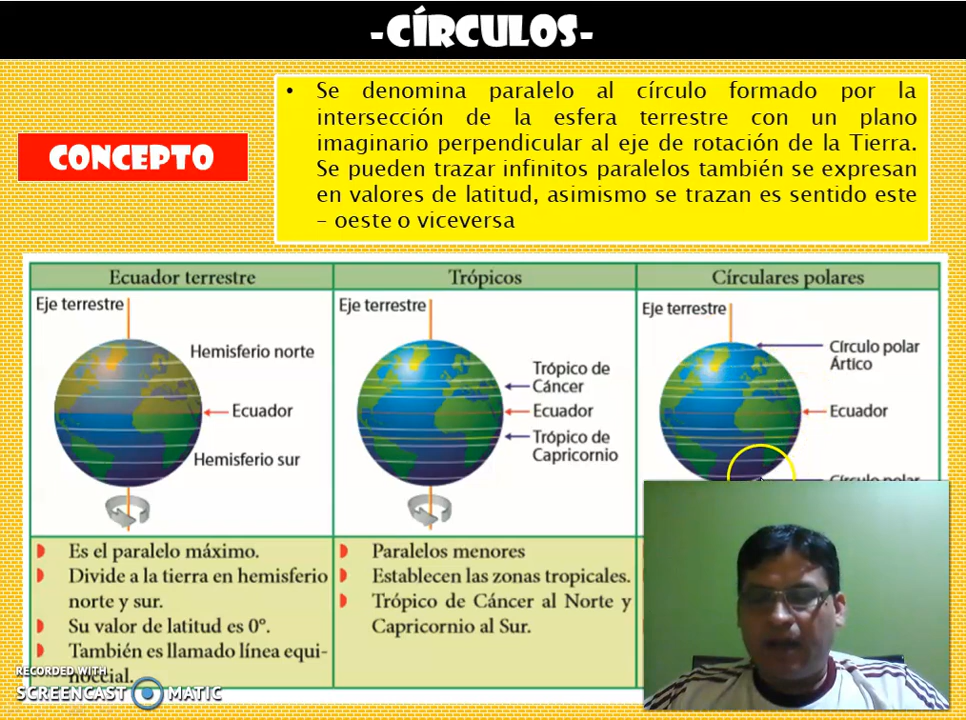 -CÍRCULOS-
CONCEPTO
• Se denomina paralelo al círculo formado por la
intersección de la esfera terrestre con un plano
imaginario perpendicular al eje de rotación de la Tierra.
Se pueden trazar infinitos paralelos también se expresan
en valores de latitud, asimismo se trazan es sentido este
– oeste o viceversa
Ecuador terrestre
Eje terrestre
Hemisferio norte
Ecuador
Hemisferio sur
Es el paralelo máximo.
Divide a la tierra en hemisferio
norte y sur.
Su valor de latitud es 0°.
También es llamado línea equi-
noccial.
Trópicos
Eje terrestre
Trópico de
Cáncer
Ecuador
Trópico de
Capricornio
Paralelos menores
Establecen las zonas tropicales.
Trópico de Cáncer al Norte y
Capricornio al Sur.
Círculares polares
Eje terrestre
Círculo polar
Ártico
Ecuador
Círculo polar
RECORDED WITH
SCREENCAST MATIC